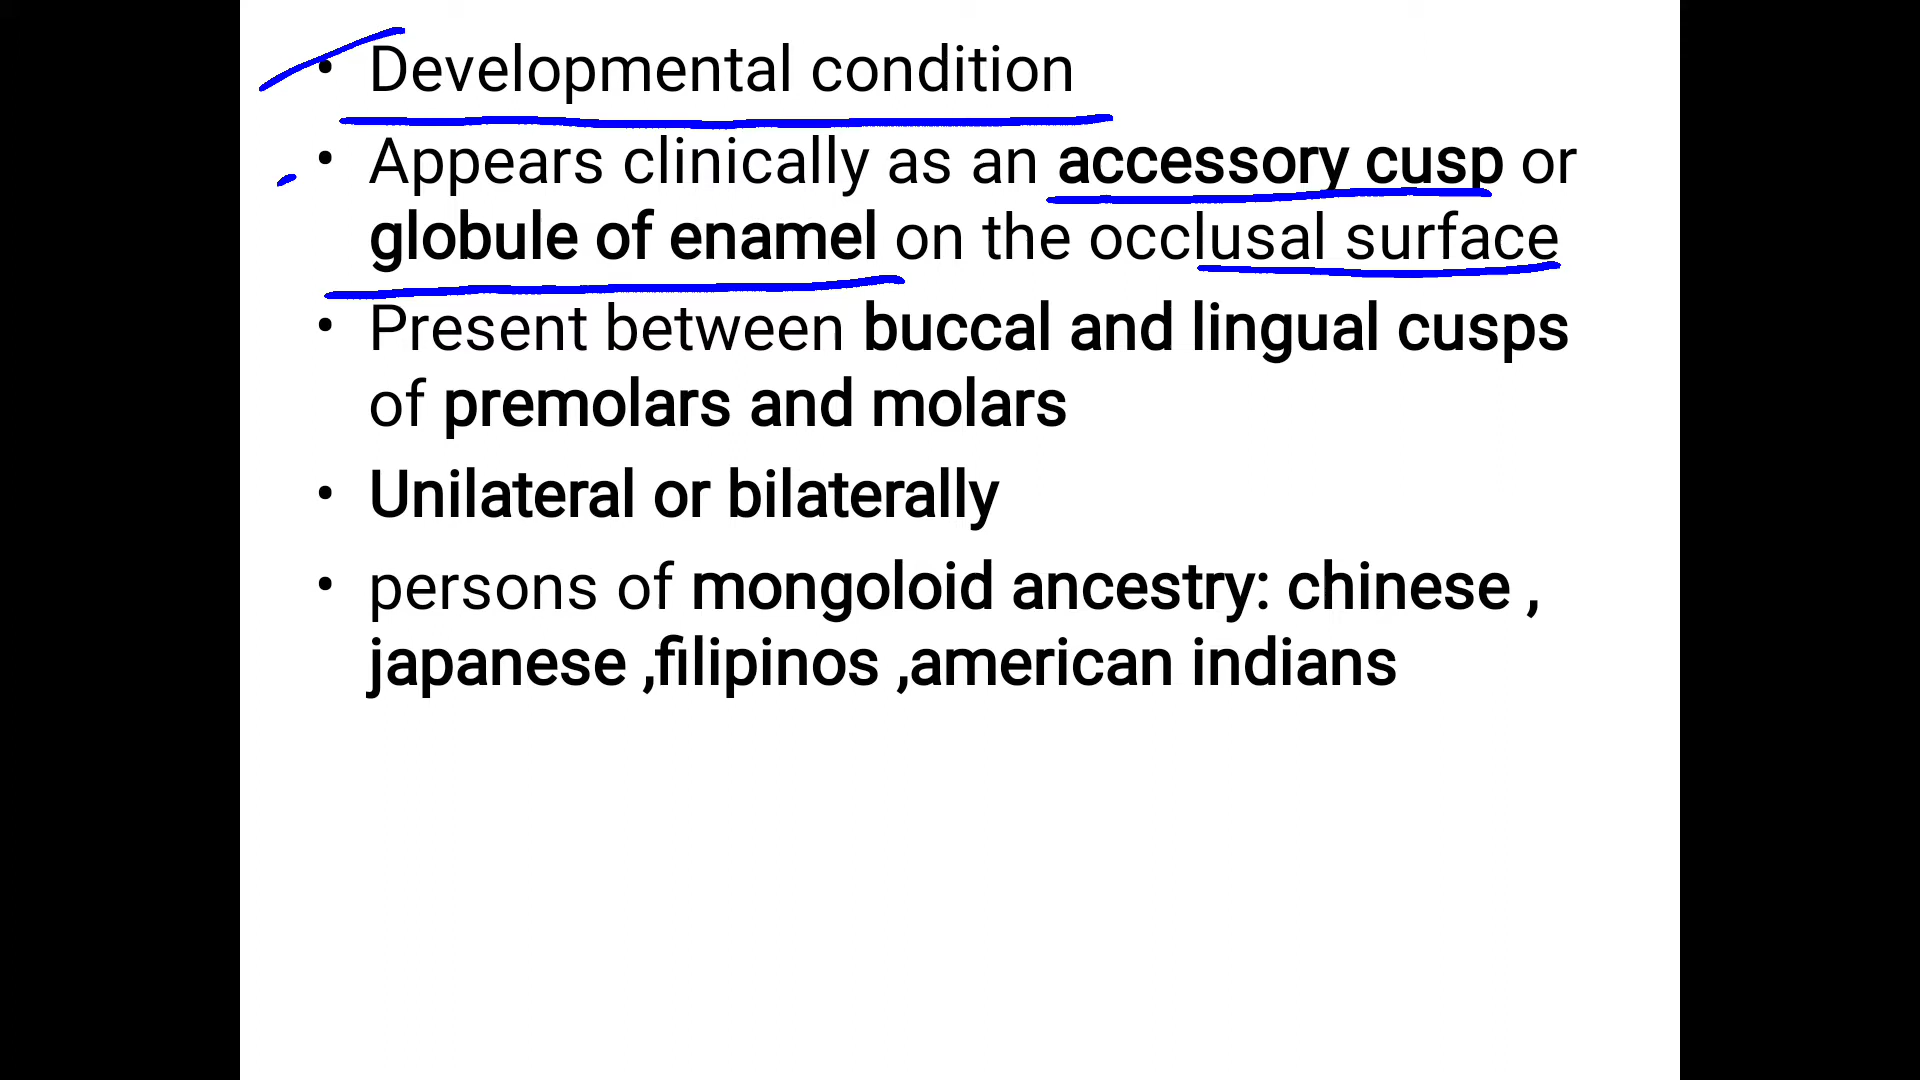 • Developmental condition
• Appears clinically as an accessory cusp or
globule of enamel on the occlusal surface
• Present between buccal and lingual cusps
of premolars and molars
• Unilateral or bilaterally
• persons of mongoloid ancestry: chinese ,
japanese ,filipinos ,american indians